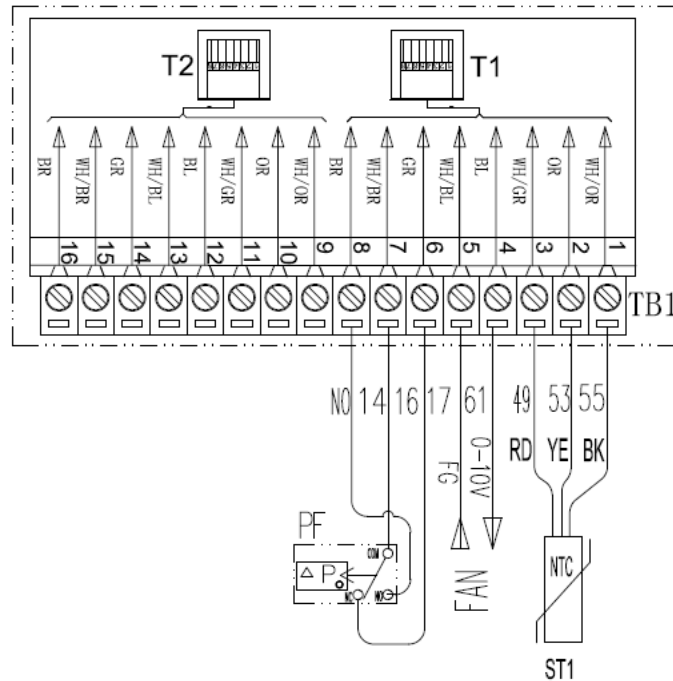 T2 T1
BR WH/BR GR WH/BL BL WH/GR OR WH/OR BR WH/BR GR WH/BL BL WH/GR OR WH/OR
16 15 14 13 12 11 10 9 8 7 6 5 4 3 2 1
TB1
NO 14 16 17 61 49 53 55
FG 0-10V RD YE BK
PF
COM
△P
NC NO
FAN
NTC
ST1